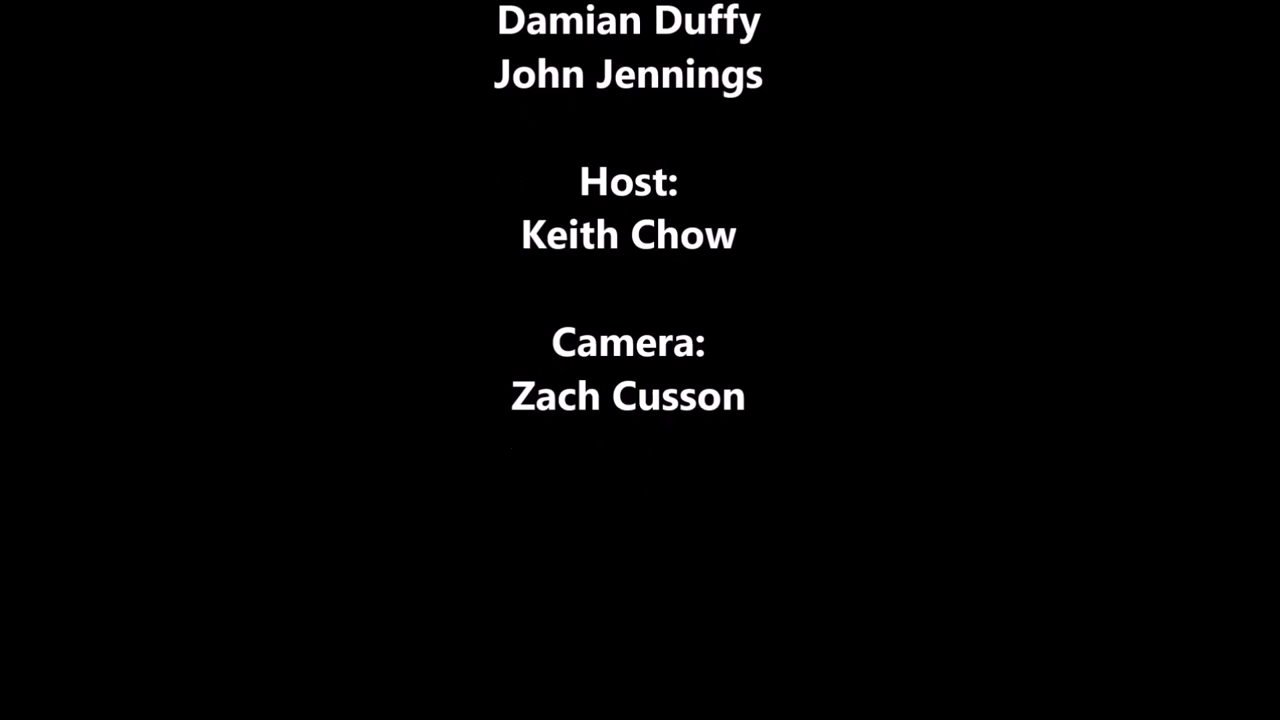 Damian Duffy
John Jennings
Host:
Keith Chow
Camera:
Zach Cusson